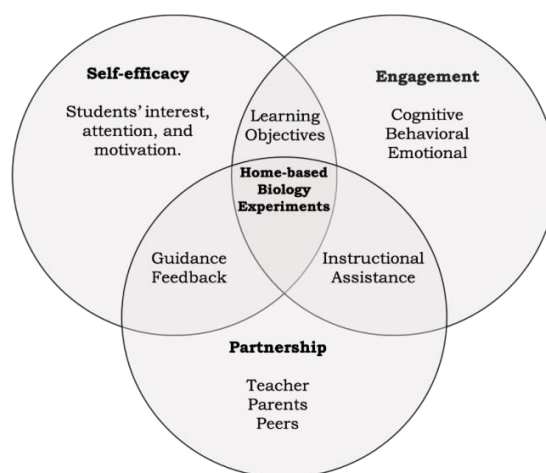 Self-efficacy
Students' interest,
attention, and
motivation.
Learning
Objectives
Engagement
Cognitive
Behavioral
Emotional
Home-based
Biology
Experiments
Guidance
Feedback
Instructional
Assistance
Partnership
Teacher
Parents
Peers